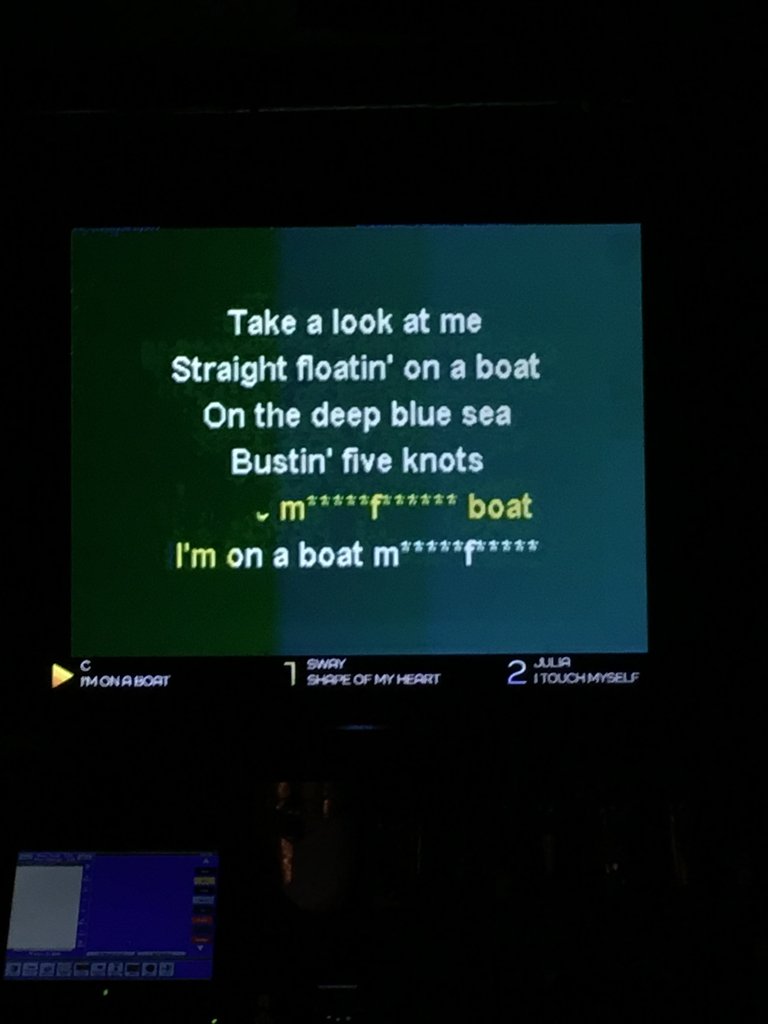 Take a look at me
Straight floatin' on a boat
On the deep blue sea
Bustin' five knots
m*****f****** boat
I'm on a boat m*****f*****
C
I'M ON A BOAT
1 SWAY
SHAPE OF MY HEART
2 JULIA
I TOUCH MYSELF